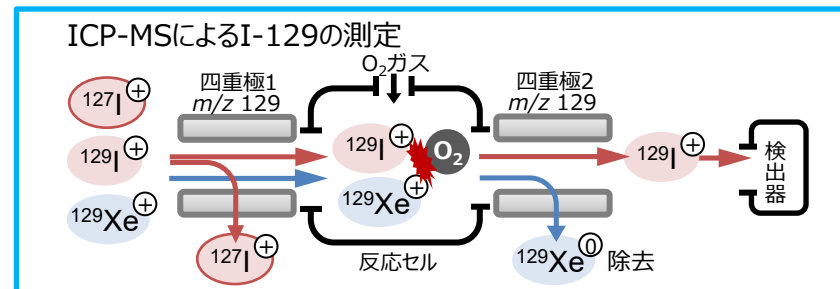 ICP-MSによるI-129の測定
O₂ガス
四重極1
m/z 129
四重極2
m/z 129
¹²⁷I +
¹²⁹I +
¹²⁹Xe +
¹²⁹I +
O₂
¹²⁹Xe +
¹²⁹I +
検出器
¹²⁷I +
反応セル
¹²⁹Xe 0 除去